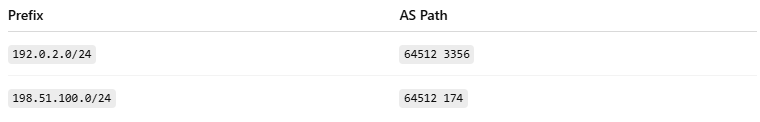 Prefix AS Path
192.0.2.0/24 64512 3356
198.51.100.0/24 64512 174